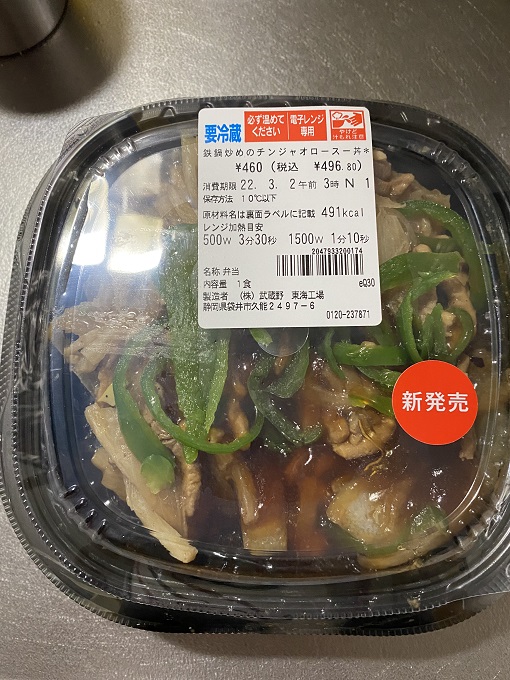 要冷蔵
必ず温めて
ください
電子レンジ
専用
やけど
けむれ注意
鉄鍋炒めのチンジャオロースー丼*
¥460 (税込 ¥496.80)
消費期限 22. 3. 2午前 3時 N 1
保存方法 10℃以下
原材料名は裏面ラベルに記載 491kcal
レンジ加熱目安
500W 3分30秒 1500W 1分10秒
2047933200174
名称 弁当
内容量 1食 eQ30
製造者 (株)武蔵野 東海工場
静岡県袋井市久能2497-6
0120-237871
新発売